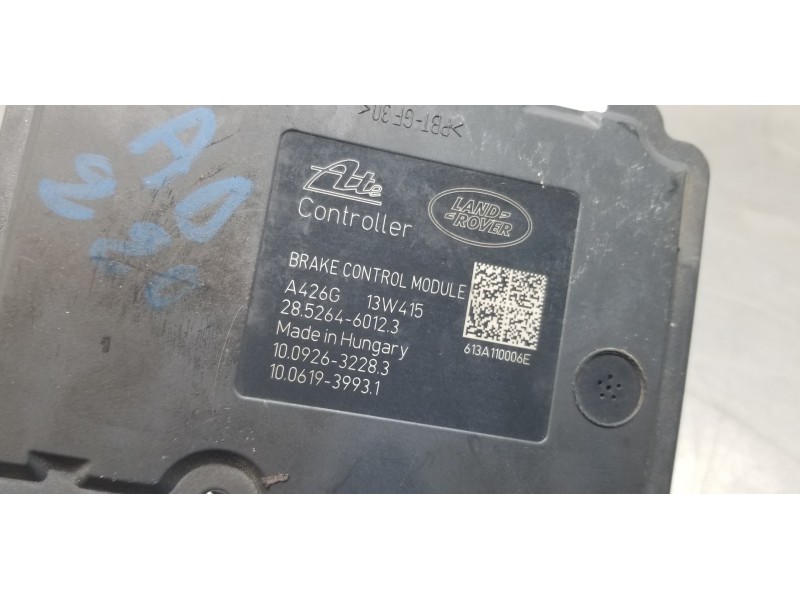 >PBT-GF30<
Ate
Controller
LAND
ROVER
BRAKE CONTROL MODULE
A426G 13W415
28.5264-6012.3
Made in Hungary
10.0926-3228.3
10.0619-3993.1
613A110006E
AD